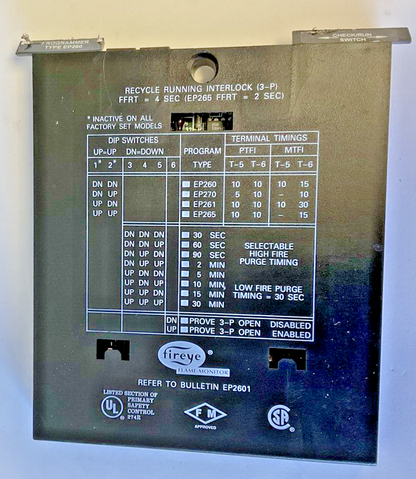 PROGRAMMER
TYPE EP260
CHECK/RUN
SWITCH
RECYCLE RUNNING INTERLOCK (3-P)
FFRT = 4 SEC (EP265 FFRT = 2 SEC)
* INACTIVE ON ALL
FACTORY SET MODELS
DIP SWITCHES
UP=UP DN=DOWN
PROGRAM
TYPE
TERMINAL TIMINGS
PTFI MTFI
1* 2* 3 4 5 6 T-5 T-6 T-5 T-6
DN DN EP260 10 10 10 15
DN UP EP270 5 10 – 10
UP DN EP261 10 10 10 30
UP UP EP265 10 10 – 15
DN DN DN 30 SEC
DN DN UP 60 SEC
DN UP DN 90 SEC
DN UP UP 2 MIN
UP DN DN 5 MIN
UP DN UP 10 MIN
UP UP DN 15 MIN
UP UP UP 30 MIN
SELECTABLE
HIGH FIRE
PURGE TIMING
LOW FIRE PURGE
TIMING = 30 SEC
DN PROVE 3-P OPEN DISABLED
UP PROVE 3-P OPEN ENABLED
fireye®
FLAME-MONITOR
REFER TO BULLETIN EP2601
LISTED SECTION OF
PRIMARY
SAFETY
CONTROL
274R
UL
®
FM
APPROVED
SA
®